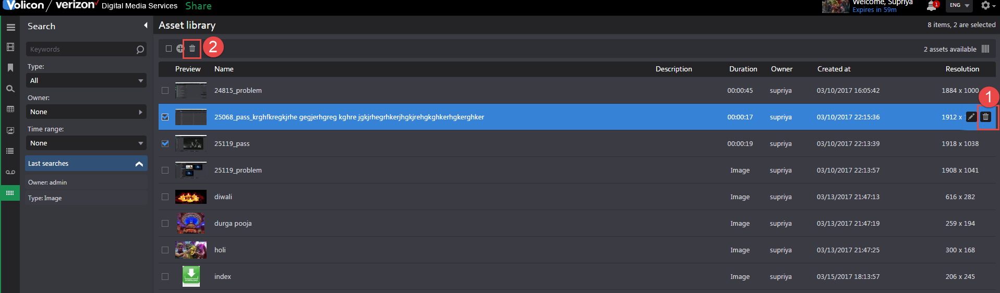 Volicon / verizon✓ Digital Media Services Share
Welcome, Supriya
Expires in 59m
1
ENG
Search
Asset library
8 items, 2 are selected
Keywords
2
2 assets available
Type:
All
Owner:
None
Time range:
None
Last searches
Owner: admin
Type: Image
Preview Name Description Duration Owner Created at Resolution
24815_problem 00:00:45 supriya 03/10/2017 16:05:42 1884 x 1000
1
25068_pass_krghfkregkjrhe gegjerhgreg kghre jgkjrhegrhkerjhgkjrehgkghkerhgkerghker 00:00:17 supriya 03/10/2017 22:15:36 1912 x
25119_pass 00:00:19 supriya 03/10/2017 22:13:39 1918 x 1038
25119_problem Image supriya 03/10/2017 22:13:57 1908 x 1041
diwali Image supriya 03/13/2017 21:47:13 616 x 282
durga pooja Image supriya 03/13/2017 21:47:19 259 x 194
holi Image supriya 03/13/2017 21:47:25 300 x 168
DOWNLOAD
index Image supriya 03/15/2017 18:13:57 206 x 245